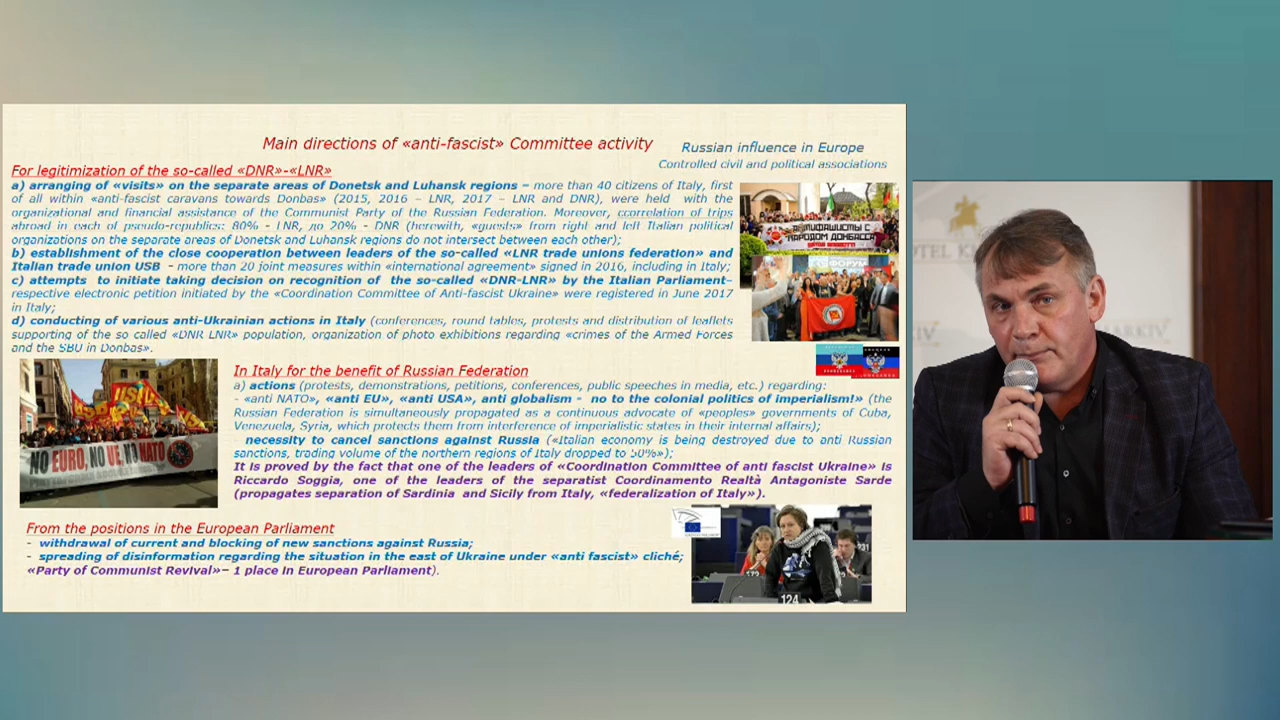 Main directions of «anti-fascist» Committee activity
Russian influence in Europe
Controlled civil and political associations
For legitimization of the so-called «DNR»-«LNR»
a) arranging of «visits» on the separate areas of Donetsk and Luhansk regions – more than 40 citizens of Italy, first
of all within «anti-fascist caravans towards Donbas» (2015, 2016 – LNR, 2017 – LNR and DNR), were held with the
organizational and financial assistance of the Communist Party of the Russian Federation. Moreover, ccorrelation of trips
abroad in each of pseudo-republics: 80% - LNR, до 20% - DNR (herewith, «guests» from right and left Italian political
organizations on the separate areas of Donetsk and Luhansk regions do not intersect between each other);
b) establishment of the close cooperation between leaders of the so-called «LNR trade unions federation» and
Italian trade union USB - more than 20 joint measures within «international agreement» signed in 2016, including in Italy;
c) attempts to initiate taking decision on recognition of the so-called «DNR-LNR» by the Italian Parliament–
respective electronic petition initiated by the «Coordination Committee of Anti-fascist Ukraine» were registered in June 2017
in Italy;
d) conducting of various anti-Ukrainian actions in Italy (conferences, round tables, protests and distribution of leaflets
supporting of the so called «DNR LNR» population, organization of photo exhibitions regarding «crimes of the Armed Forces
and the SBU in Donbas».
АНТИФАШИСТЫ С
НАРОДОМ ДОНБАССА
ФОРУМ
In Italy for the benefit of Russian Federation
a) actions (protests, demonstrations, petitions, conferences, public speeches in media, etc.) regarding:
- «anti NATO», «anti EU», «anti USA», anti globalism - no to the colonial politics of imperialism!» (the
Russian Federation is simultaneously propagated as a continuous advocate of «peoples» governments of Cuba,
Venezuela, Syria, which protects them from interference of imperialistic states in their internal affairs);
necessity to cancel sanctions against Russia («Italian economy is being destroyed due to anti Russian
sanctions, trading volume of the northern regions of Italy dropped to 50%»);
It is proved by the fact that one of the leaders of «Coordination Committee of anti fascist Ukraine» is
Riccardo Soggia, one of the leaders of the separatist Coordinamento Realtà Antagoniste Sarde
(propagates separation of Sardinia and Sicily from Italy, «federalization of Italy»).
USB
NO EURO, NO UE, NO NATO
From the positions in the European Parliament
- withdrawal of current and blocking of new sanctions against Russia;
- spreading of disinformation regarding the situation in the east of Ukraine under «anti fascist» cliché;
«Party of Communist Revival»– 1 place in European Parliament).
172
131
124